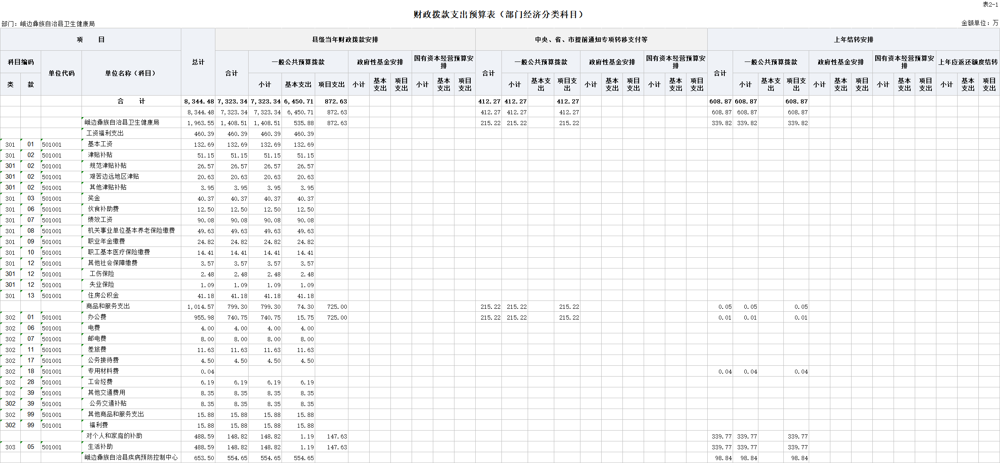 表2-1
财政拨款支出预算表（部门经济分类科目）
部门：峨边彝族自治县卫生健康局 金额单位：万
项 目 总计 县级当年财政拨款安排 中央、省、市提前通知专项转移支付等 上年结转安排
科目编码 单位代码 单位名称（科目） 合计 一般公共预算拨款 政府性基金安排 国有资本经营预算安排 合计 一般公共预算拨款 政府性基金安排 国有资本经营预算安排 合计 一般公共预算拨款 政府性基金安排 国有资本经营预算安排 上年应返还额度结转
类 款 小计 基本支出 项目支出 小计 基本支出 项目支出 小计 基本支出 项目支出 小计 基本支出 项目支出 小计 基本支出 项目支出 小计 基本支出 项目支出 小计 基本支出 项目支出 小计 基本支出 项目支出 小计 基本支出 项目支出 小计 基本支出 项目支出
合 计 8,344.48 7,323.34 7,323.34 6,450.71 872.63 412.27 412.27 412.27 608.87 608.87 608.87
8,344.48 7,323.34 7,323.34 6,450.71 872.63 412.27 412.27 412.27 608.87 608.87 608.87
峨边彝族自治县卫生健康局 1,963.55 1,408.51 1,408.51 535.88 872.63 215.22 215.22 215.22 339.82 339.82 339.82
工资福利支出 460.39 460.39 460.39 460.39
301 01 501001 基本工资 132.69 132.69 132.69 132.69
301 02 501001 津贴补贴 51.15 51.15 51.15 51.15
301 02 501001 规范津贴补贴 26.57 26.57 26.57 26.57
301 02 501001 艰苦边远地区津贴 20.63 20.63 20.63 20.63
301 02 501001 其他津贴补贴 3.95 3.95 3.95 3.95
301 03 501001 奖金 40.37 40.37 40.37 40.37
301 06 501001 伙食补助费 12.50 12.50 12.50 12.50
301 07 501001 绩效工资 90.08 90.08 90.08 90.08
301 08 501001 机关事业单位基本养老保险缴费 49.63 49.63 49.63 49.63
301 09 501001 职业年金缴费 24.82 24.82 24.82 24.82
301 10 501001 职工基本医疗保险缴费 14.41 14.41 14.41 14.41
301 12 501001 其他社会保障缴费 3.57 3.57 3.57 3.57
301 12 501001 工伤保险 2.48 2.48 2.48 2.48
301 12 501001 失业保险 1.09 1.09 1.09 1.09
301 13 501001 住房公积金 41.18 41.18 41.18 41.18
商品和服务支出 1,014.57 799.30 799.30 74.30 725.00 215.22 215.22 215.22 0.05 0.05 0.05
302 01 501001 办公费 955.98 740.75 740.75 15.75 725.00 215.22 215.22 215.22 0.01 0.01 0.01
302 06 501001 电费 4.00 4.00 4.00 4.00
302 07 501001 邮电费 8.00 8.00 8.00 8.00
302 11 501001 差旅费 11.63 11.63 11.63 11.63
302 17 501001 公务接待费 4.50 4.50 4.50 4.50
302 18 501001 专用材料费 0.04 0.04 0.04 0.04
302 28 501001 工会经费 6.19 6.19 6.19 6.19
302 39 501001 其他交通费用 8.35 8.35 8.35 8.35
302 39 501001 公务交通补贴 8.35 8.35 8.35 8.35
302 99 501001 其他商品和服务支出 15.88 15.88 15.88 15.88
302 99 501001 福利费 15.88 15.88 15.88 15.88
对个人和家庭的补助 488.59 148.82 148.82 1.19 147.63 339.77 339.77 339.77
303 05 501001 生活补助 488.59 148.82 148.82 1.19 147.63 339.77 339.77 339.77
峨边彝族自治县疾病预防控制中心 653.50 554.65 554.65 554.65 98.84 98.84 98.84